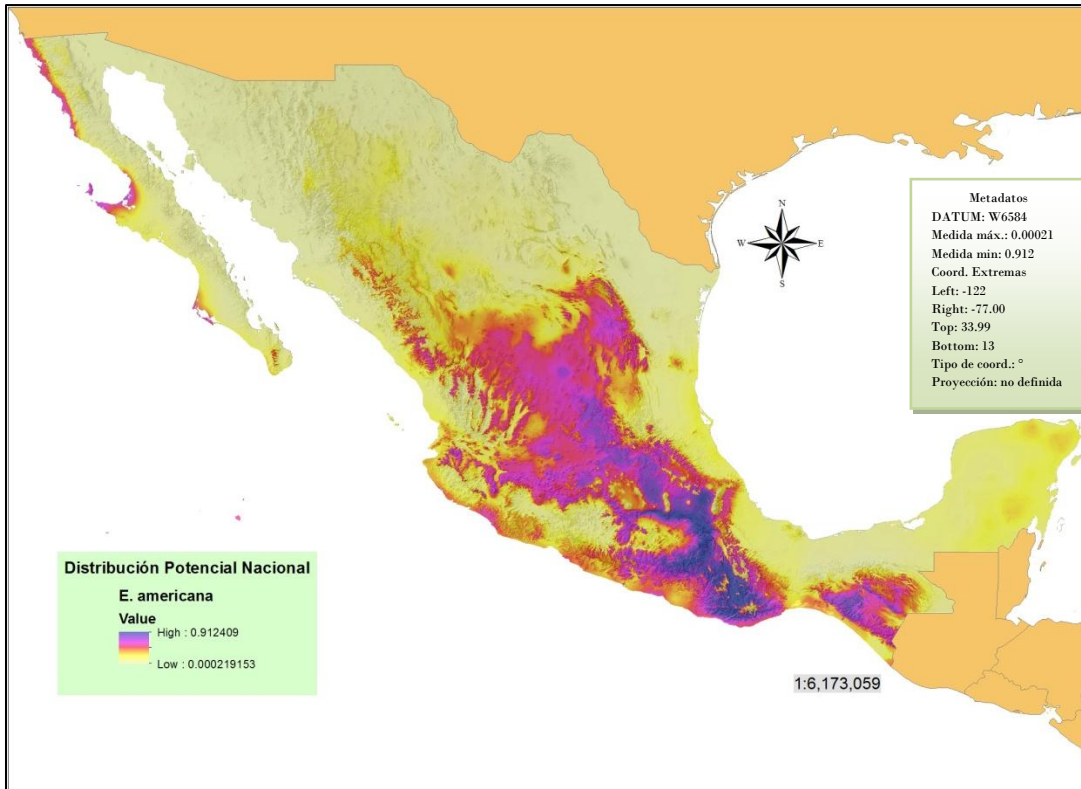 N
W
E
S
Metadatos
DATUM: W6584
Medida máx.: 0.00021
Medida min: 0.912
Coord. Extremas
Left: -122
Right: -77.00
Top: 33.99
Bottom: 13
Tipo de coord.: °
Proyección: no definida
Distribución Potencial Nacional
E. americana
Value
High : 0.912409
Low : 0.000219153
1:6,173,059